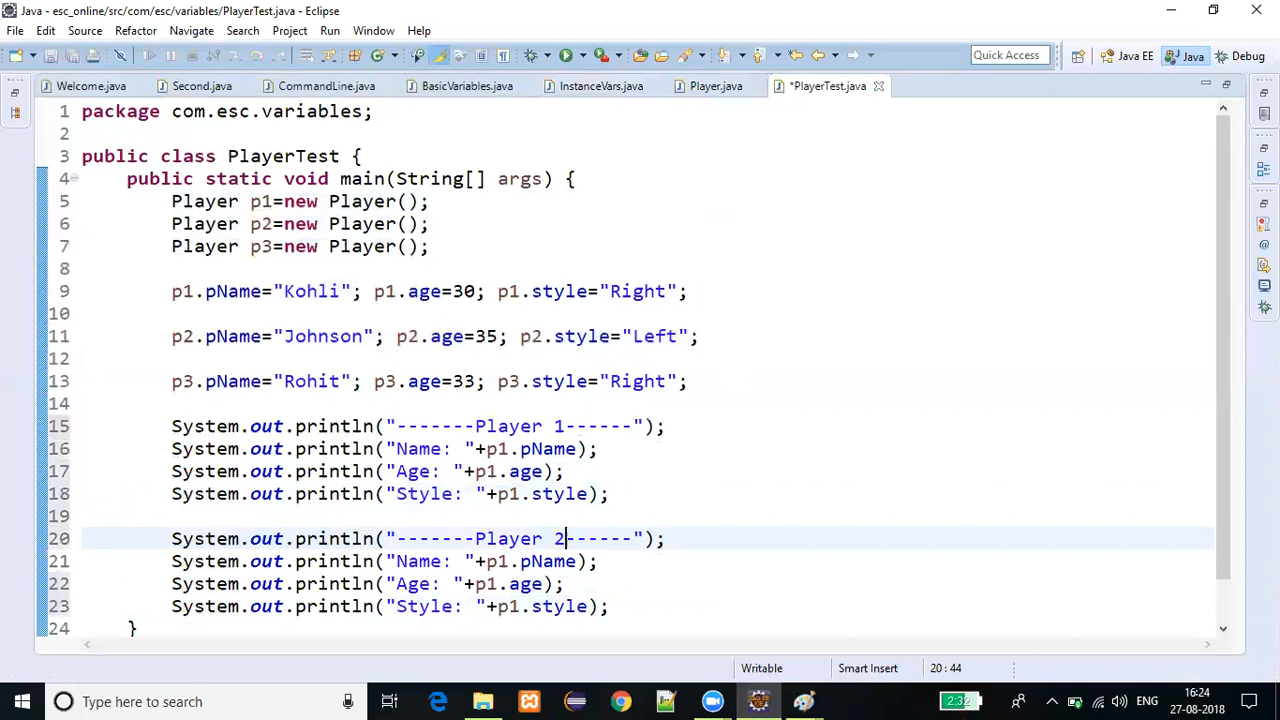 Java - esc_online/src/com/esc/variables/PlayerTest.java - Eclipse
File Edit Source Refactor Navigate Search Project Run Window Help
Quick Access Java EE Java Debug
Welcome.java Second.java CommandLine.java BasicVariables.java InstanceVars.java Player.java *PlayerTest.java
1 package com.esc.variables;
2
3 public class PlayerTest {
4 public static void main(String[] args) {
5 Player p1=new Player();
6 Player p2=new Player();
7 Player p3=new Player();
8
9 p1.pName="Kohli"; p1.age=30; p1.style="Right";
10
11 p2.pName="Johnson"; p2.age=35; p2.style="Left";
12
13 p3.pName="Rohit"; p3.age=33; p3.style="Right";
14
15 System.out.println("-------Player 1------");
16 System.out.println("Name: "+p1.pName);
17 System.out.println("Age: "+p1.age);
18 System.out.println("Style: "+p1.style);
19
20 System.out.println("-------Player 2------");
21 System.out.println("Name: "+p1.pName);
22 System.out.println("Age: "+p1.age);
23 System.out.println("Style: "+p1.style);
24 }
Writable Smart Insert 20 : 44
Type here to search 2:32 ENG 16:24
27-08-2018